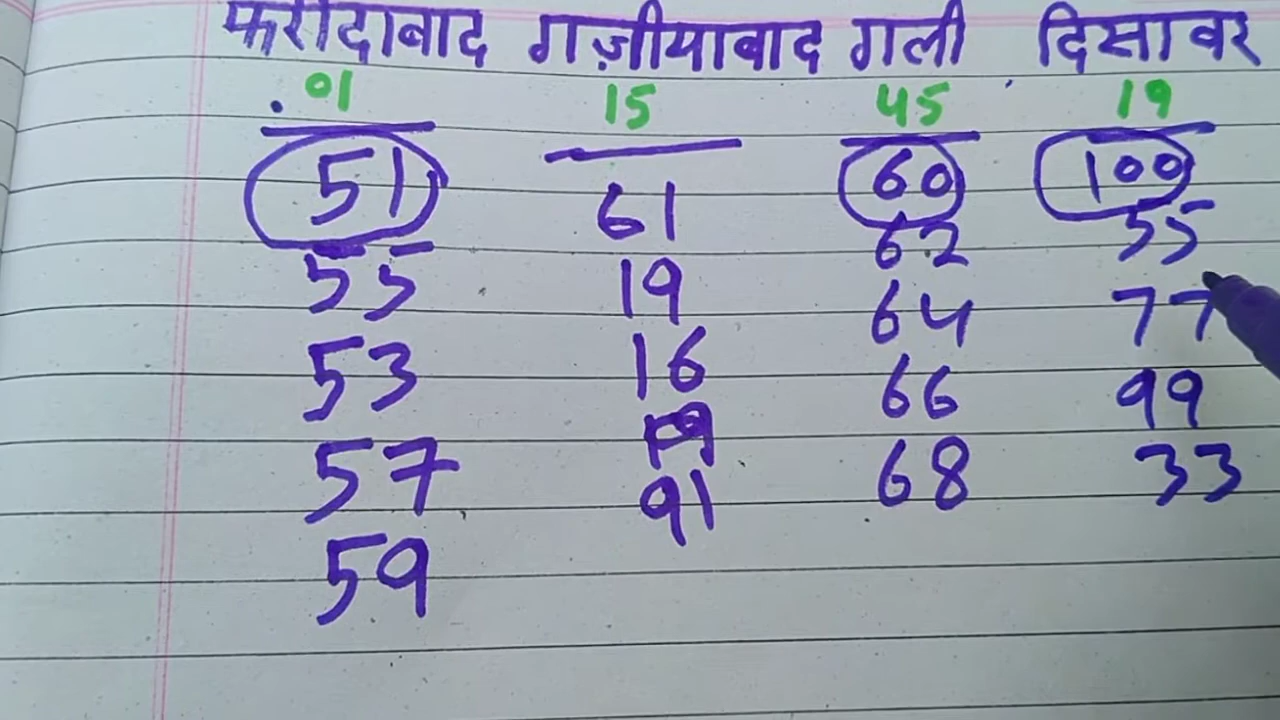 फरीदाबाद गज़ीयाबाद गली दिसावर
01 15 45 19
51 61 60 100
55 19 62 55
53 16 64 77
57 91 66 99
59 68 33